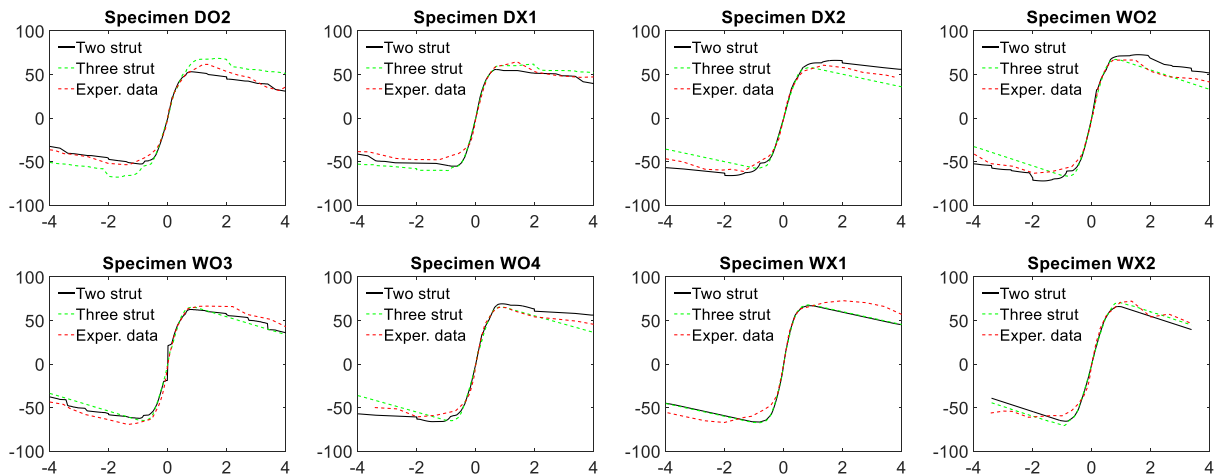 Specimen DO2
100
50
0
-50
-100
Two strut
Three strut
Exper. data
-4 -2 0 2 4
Specimen DX1
100
50
0
-50
-100
Two strut
Three strut
Exper. data
-4 -2 0 2 4
Specimen DX2
100
50
0
-50
-100
Two strut
Three strut
Exper. data
-4 -2 0 2 4
Specimen WO2
100
50
0
-50
-100
Two strut
Three strut
Exper. data
-4 -2 0 2 4
Specimen WO3
100
50
0
-50
-100
Two strut
Three strut
Exper. data
-4 -2 0 2 4
Specimen WO4
100
50
0
-50
-100
Two strut
Three strut
Exper. data
-4 -2 0 2 4
Specimen WX1
100
50
0
-50
-100
Two strut
Three strut
Exper. data
-4 -2 0 2 4
Specimen WX2
100
50
0
-50
-100
Two strut
Three strut
Exper. data
-4 -2 0 2 4